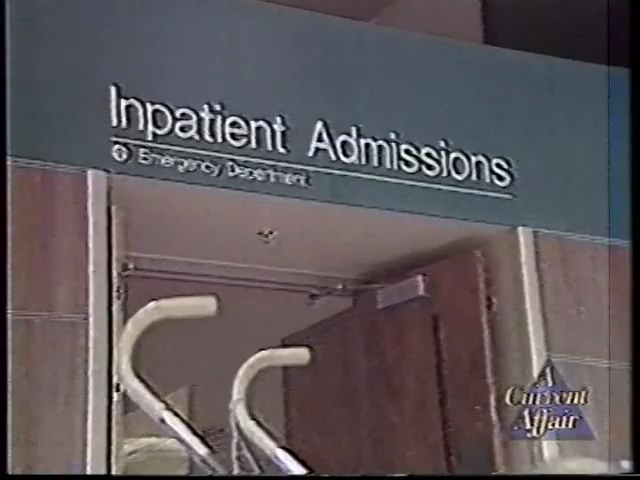 Inpatient Admissions
Emergency Department
A
Current
Affair